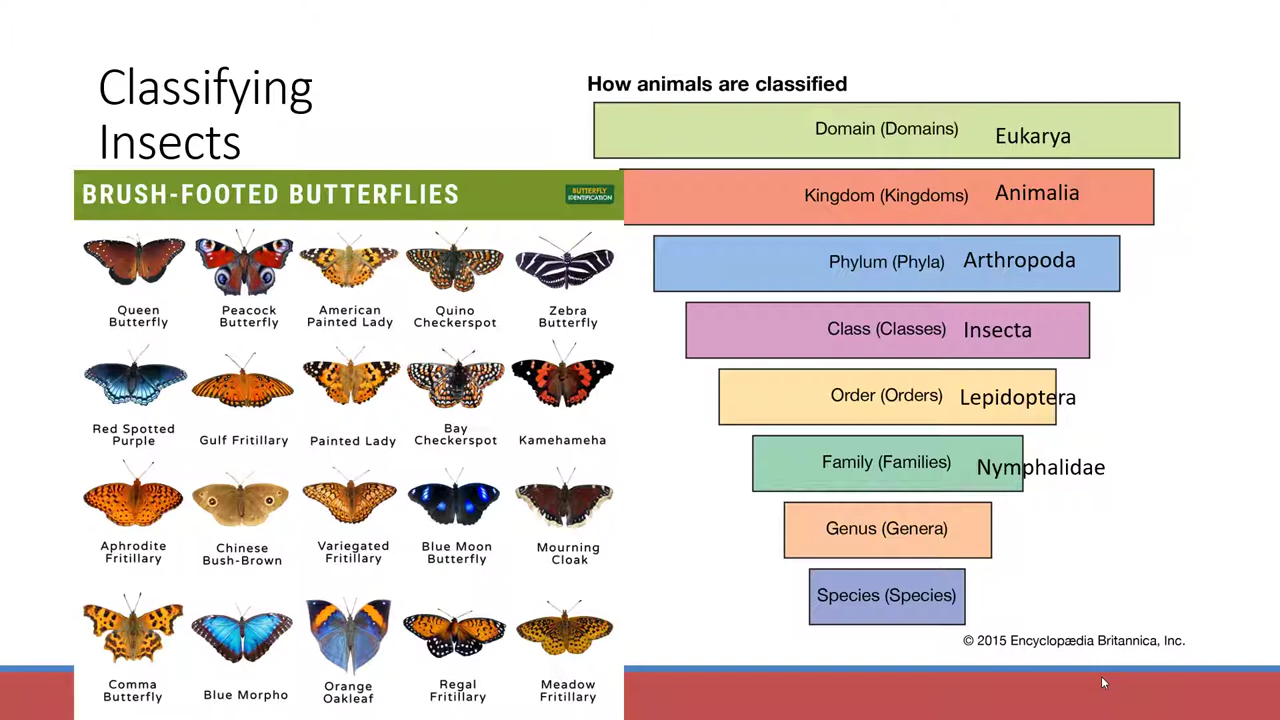 Classifying
Insects
BRUSH-FOOTED BUTTERFLIES
BUTTERFLY
IDENTIFICATION
Queen
Butterfly
Peacock
Butterfly
American
Painted Lady
Quino
Checkerspot
Zebra
Butterfly
Red Spotted
Purple
Gulf Fritillary
Painted Lady
Bay
Checkerspot
Kamehameha
Aphrodite
Fritillary
Chinese
Bush-Brown
Variegated
Fritillary
Blue Moon
Butterfly
Mourning
Cloak
Comma
Butterfly
Blue Morpho
Orange
Oakleaf
Regal
Fritillary
Meadow
Fritillary
How animals are classified
Domain (Domains) Eukarya
Kingdom (Kingdoms) Animalia
Phylum (Phyla) Arthropoda
Class (Classes) Insecta
Order (Orders) Lepidoptera
Family (Families) Nymphalidae
Genus (Genera)
Species (Species)
© 2015 Encyclopædia Britannica, Inc.